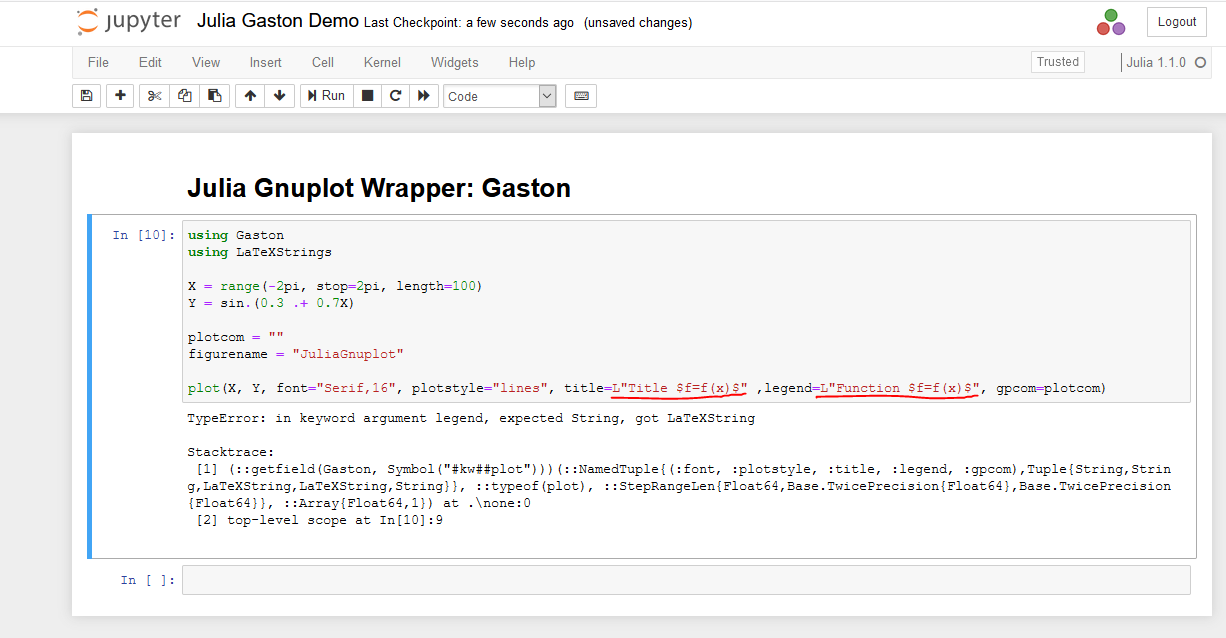 jupyter Julia Gaston Demo Last Checkpoint: a few seconds ago (unsaved changes) Logout
File Edit View Insert Cell Kernel Widgets Help Trusted Julia 1.1.0
Run Code
Julia Gnuplot Wrapper: Gaston
In [10]: using Gaston
using LaTeXStrings
X = range(-2pi, stop=2pi, length=100)
Y = sin.(0.3 .+ 0.7X)
plotcom = ""
figurename = "JuliaGnuplot"
plot(X, Y, font="Serif,16", plotstyle="lines", title=L"Title $f=f(x)$" ,legend=L"Function $f=f(x)$", gpcom=plotcom)
TypeError: in keyword argument legend, expected String, got LaTeXString
Stacktrace:
[1] (::getfield(Gaston, Symbol("#kw##plot")))(::NamedTuple{(:font, :plotstyle, :title, :legend, :gpcom),Tuple{String,Strin
g,LaTeXString,LaTeXString,String}}, ::typeof(plot), ::StepRangeLen{Float64,Base.TwicePrecision{Float64},Base.TwicePrecision
{Float64}}, ::Array{Float64,1}) at .\none:0
[2] top-level scope at In[10]:9
In [ ]: